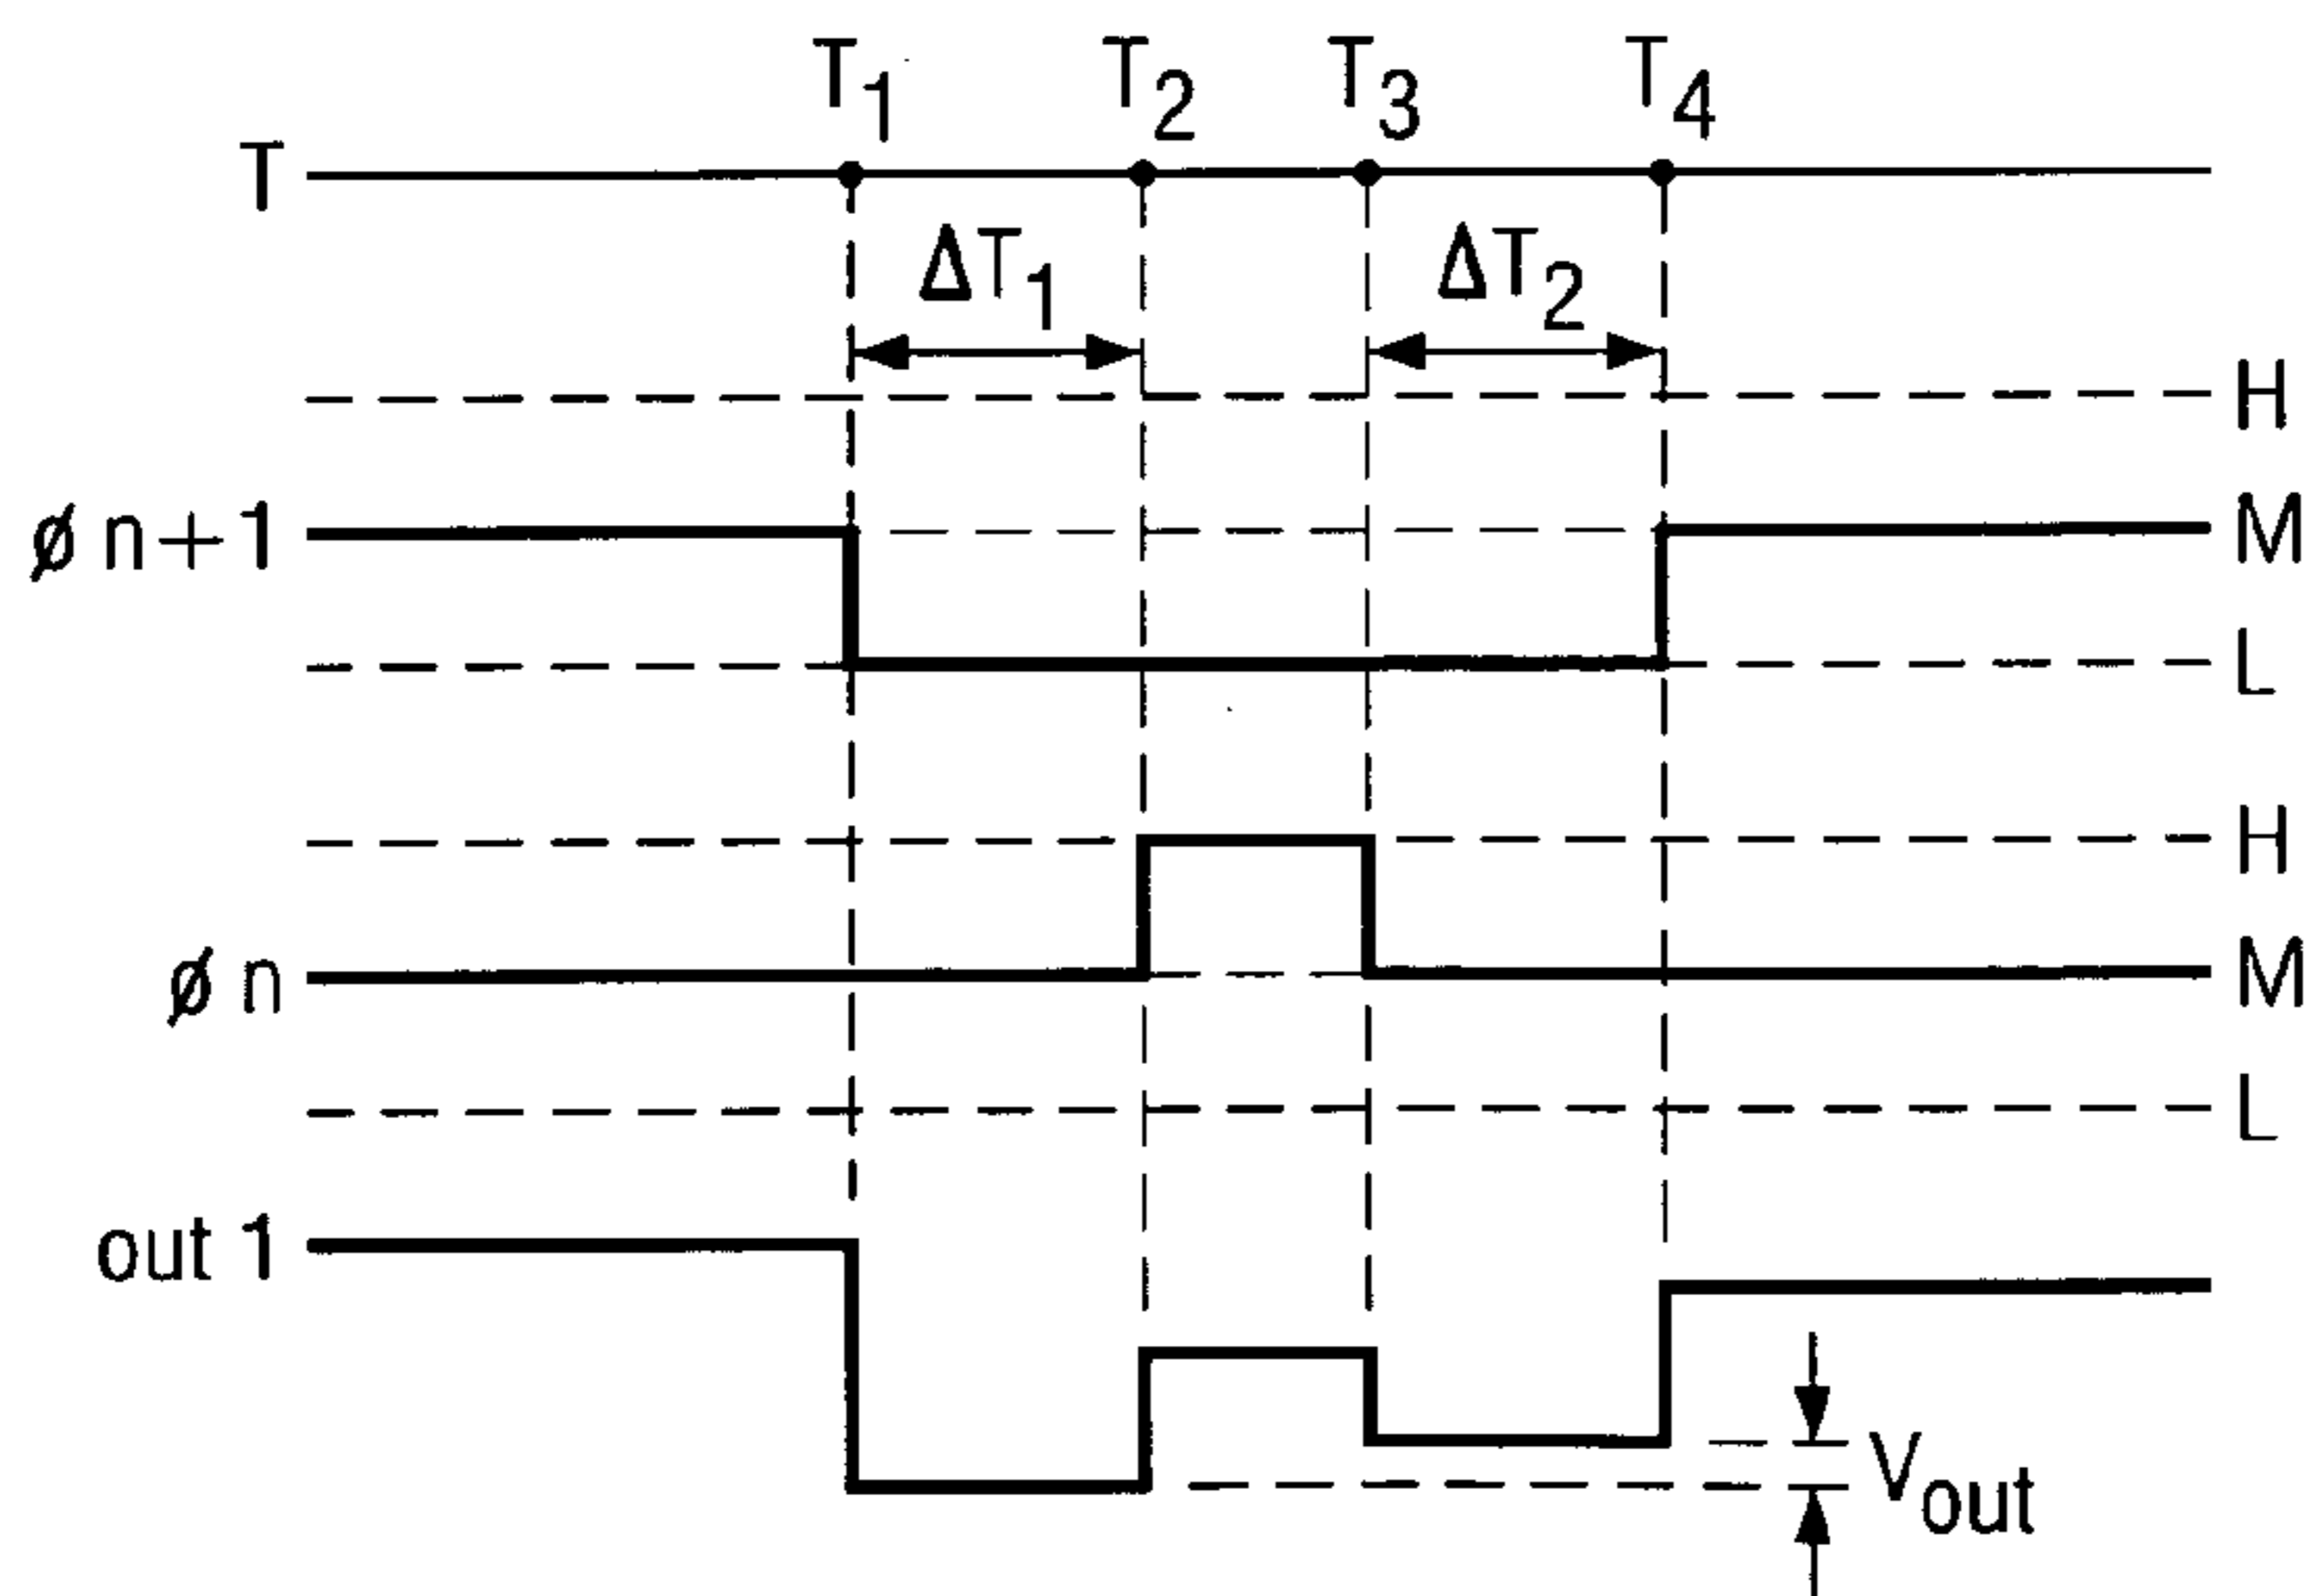 T₁ T₂ T₃ T₄
T
ΔT₁ ΔT₂
H
ø n+1 M
L
H
ø n M
L
out 1
Vout